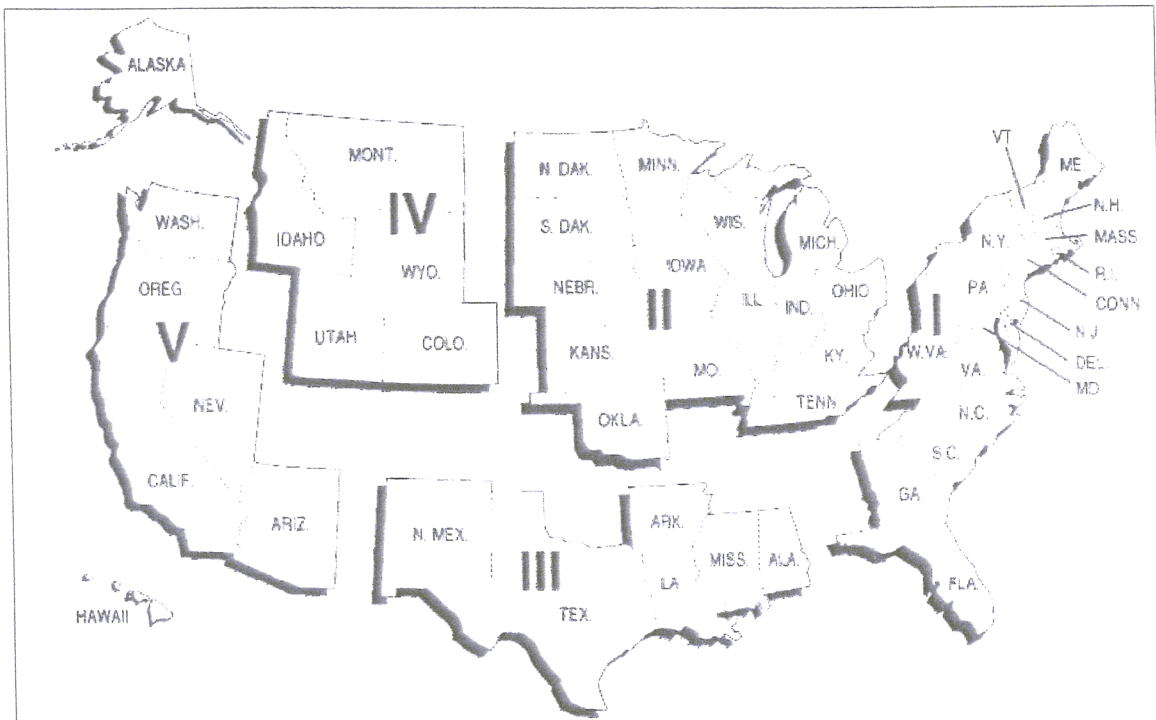 ALASKA
WASH.
OREG.
V
NEV.
CALIF.
ARIZ.
HAWAII
MONT.
IV
IDAHO
WYO.
UTAH
COLO.
N. DAK.
MINN.
S. DAK.
WIS.
MICH.
NEBR.
IOWA
II
ILL.
IND.
OHIO
KANS.
MO.
KY.
OKLA.
TENN.
N. MEX.
III
TEX.
ARK.
LA
MISS.
ALA.
VT
ME.
N.H.
N.Y.
MASS
R.I.
PA
CONN
I
N.J
W.VA.
DEL.
VA.
MD
N.C.
S.C.
GA
FLA.